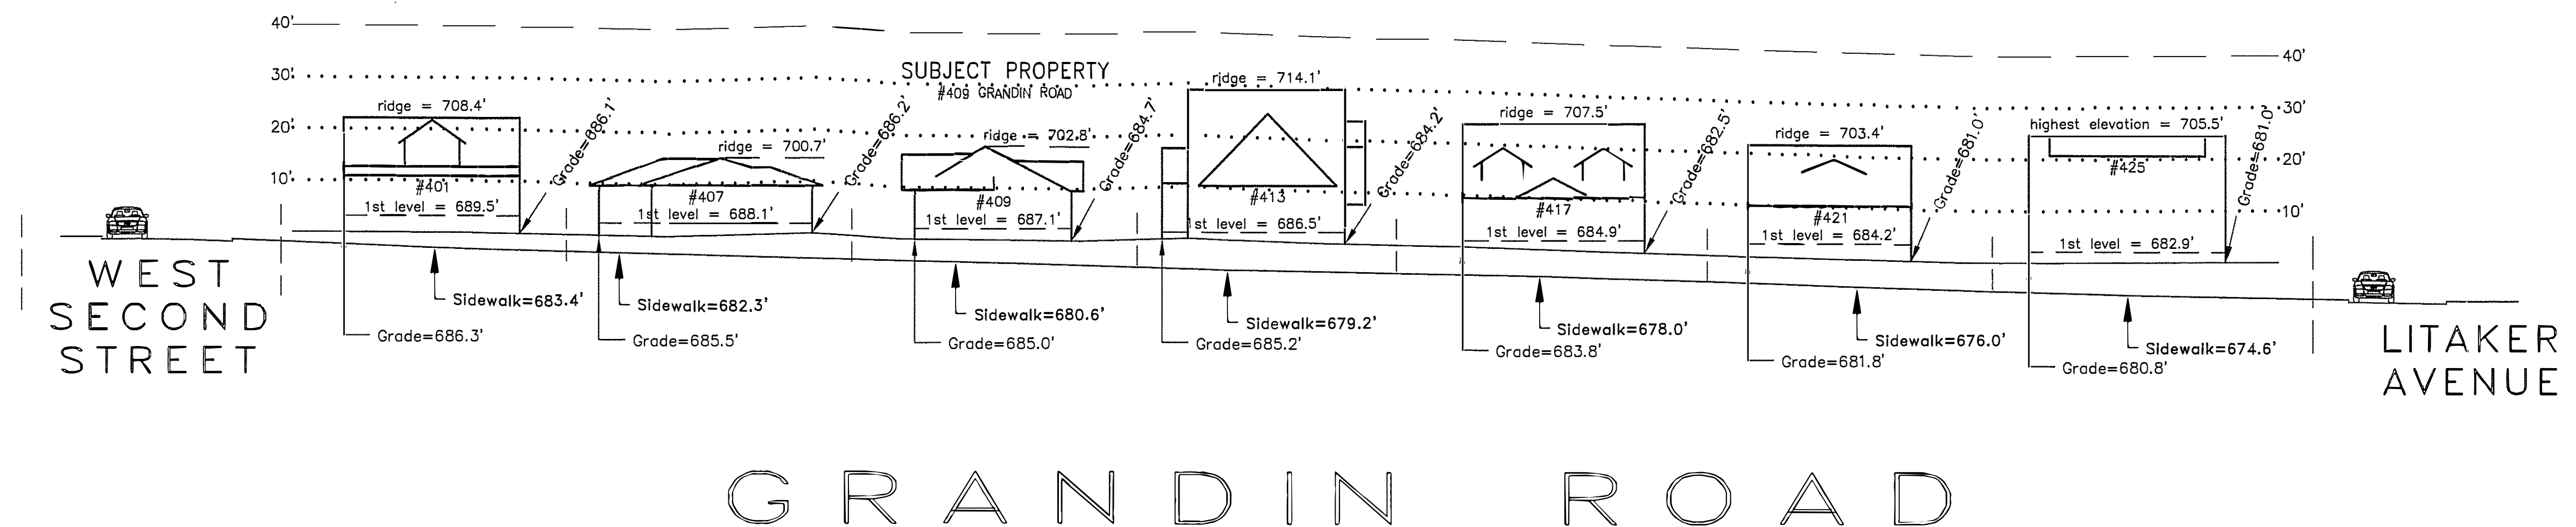 40'
40'
30'
30'
20'
20'
10'
10'
SUBJECT PROPERTY
#409 GRANDIN ROAD
ridge = 708.4'
#401
1st level = 689.5'
Grade=686.1'
Sidewalk=683.4'
Grade=686.3'
ridge = 700.7'
#407
1st level = 688.1'
Grade=686.2'
Sidewalk=682.3'
Grade=685.5'
ridge = 702.8'
#409
1st level = 687.1'
Grade=684.7'
Sidewalk=680.6'
Grade=685.0'
ridge = 714.1'
#413
1st level = 686.5'
Grade=684.2'
Sidewalk=679.2'
Grade=685.2'
ridge = 707.5'
#417
1st level = 684.9'
Grade=682.5'
Sidewalk=678.0'
Grade=683.8'
ridge = 703.4'
#421
1st level = 684.2'
Grade=681.0'
Sidewalk=676.0'
Grade=681.8'
highest elevation = 705.5'
#425
1st level = 682.9'
Grade=681.0'
Sidewalk=674.6'
Grade=680.8'
WEST
SECOND
STREET
LITAKER
AVENUE
GRANDIN ROAD